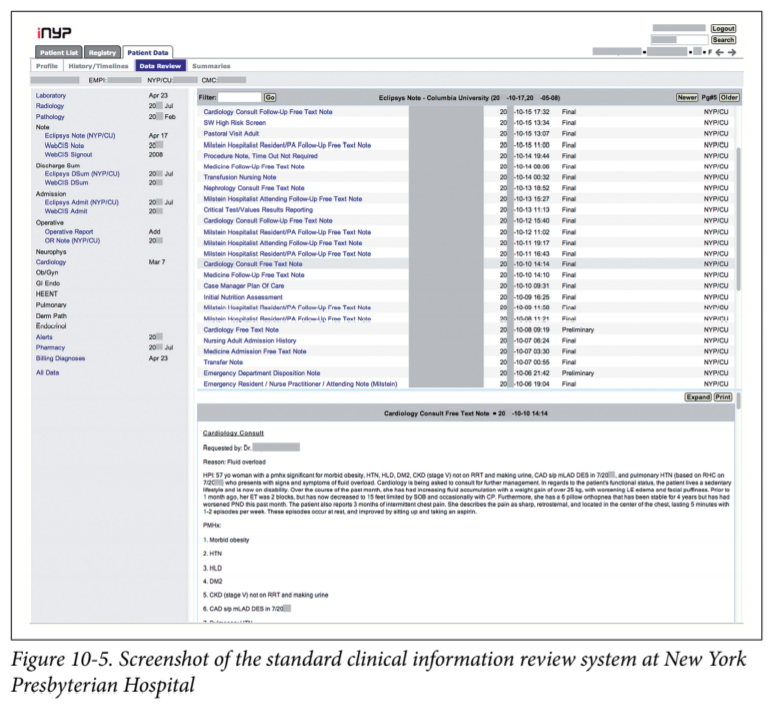 iNYP
Logout
Search
Patient List Registry Patient Data
F ← →
Profile History/Timelines Data Review Summaries
EMPI: NYP/CU: CMC:
Laboratory Apr 23
Radiology 20 Jul
Pathology 20 Feb
Note
Eclipsys Note (NYP/CU) Apr 17
WebCIS Note 20
WebCIS Signout 2008
Discharge Sum
Eclipsys DSum (NYP/CU) 20 Jul
WebCIS DSum 20
Admission
Eclipsys Admit (NYP/CU) 20 Jul
WebCIS Admit 20
Operative
Operative Report Add
OR Note (NYP/CU) 20
Neurophys
Cardiology Mar 7
Ob/Gyn
GI Endo
HEENT
Pulmonary
Derm Path
Endocrinol
Alerts 20
Pharmacy 20 Jul
Billing Diagnoses Apr 23
All Data
Filter: Go Eclipsys Note - Columbia University (20 -10-17,20 -05-08) Newer Pg#5 Older
Cardiology Consult Follow-Up Free Text Note 20 -10-15 17:32 Final NYP/CU
SW High Risk Screen 20 -10-15 13:34 Final NYP/CU
Pastoral Visit Adult 20 -10-15 13:07 Final NYP/CU
Milstein Hospitalist Resident/PA Follow-Up Free Text Note 20 -10-15 11:00 Final NYP/CU
Procedure Note, Time Out Not Required 20 -10-14 19:44 Final NYP/CU
Medicine Follow-Up Free Text Note 20 -10-14 08:06 Final NYP/CU
Transfusion Nursing Note 20 -10-14 00:32 Final NYP/CU
Nephrology Consult Free Text Note 20 -10-13 18:52 Final NYP/CU
Milstein Hospitalist Attending Follow-Up Free Text Note 20 -10-13 15:27 Final NYP/CU
Critical Test/Values Results Reporting 20 -10-13 11:13 Final NYP/CU
Cardiology Consult Follow-Up Free Text Note 20 -10-12 15:40 Final NYP/CU
Milstein Hospitalist Resident/PA Follow-Up Free Text Note 20 -10-12 11:02 Final NYP/CU
Milstein Hospitalist Attending Follow-Up Free Text Note 20 -10-11 19:17 Final NYP/CU
Milstein Hospitalist Resident/PA Follow-Up Free Text Note 20 -10-11 16:43 Final NYP/CU
Cardiology Consult Free Text Note 20 -10-10 14:14 Final NYP/CU
Medicine Follow-Up Free Text Note 20 -10-10 14:10 Final NYP/CU
Case Manager Plan Of Care 20 -10-10 09:31 Final NYP/CU
Initial Nutrition Assessment 20 -10-09 16:25 Final NYP/CU
Milstein Hospitalist Resident/PA Follow-Up Free Text Note 20 -10-09 11:59 Final NYP/CU
Milstein Hospitalist Resident/PA Follow-Up Free Text Note 20 -10-08 11:21 Final NYP/CU
Cardiology Free Text Note 20 -10-08 09:19 Preliminary NYP/CU
Nursing Adult Admission History 20 -10-07 06:24 Final NYP/CU
Medicine Admission Free Text Note 20 -10-07 03:30 Final NYP/CU
Transfer Note 20 -10-07 00:55 Final NYP/CU
Emergency Department Disposition Note 20 -10-06 21:42 Preliminary NYP/CU
Emergency Resident / Nurse Practitioner / Attending Note (Milstein) 20 -10-06 19:04 Final NYP/CU
Expand Print
Cardiology Consult Free Text Note • 20 -10-10 14:14
Cardiology Consult
Requested by: Dr.
Reason: Fluid overload
HPI: 57 yo woman with a pmhx significant for morbid obesity, HTN, HLD, DM2, CKD (stage V) not on RRT and making urine, CAD s/p mLAD DES in 7/20 , and pulmonary HTN (based on RHC on
7/20 ) who presents with signs and symptoms of fluid overload. Cardiology is being asked to consult for further management. In regards to the patient's functional status, the patient lives a sedentary
lifestyle and is now on disability. Over the course of the past month, she has had increasing fluid accumulation with a weight gain of over 25 kg, with worsening LE edema and facial puffiness. Prior to
1 month ago, her ET was 2 blocks, but has now decreased to 15 feet limited by SOB and occasionally with CP. Furthermore, she has a 6 pillow orthopnea that has been stable for 4 years but has had
worsened PND this past month. The patient also reports 3 months of intermittent chest pain. She describes the pain as sharp, retrosternal, and located in the center of the chest, lasting 5 minutes with
1-2 episodes per week. These episodes occur at rest, and improved by sitting up and taking an aspirin.
PMHx:
1. Morbid obesity
2. HTN
3. HLD
4. DM2
5. CKD (stage V) not on RRT and making urine
6. CAD s/p mLAD DES in 7/20
7. Pulmonary HTN
Figure 10-5. Screenshot of the standard clinical information review system at New York
Presbyterian Hospital